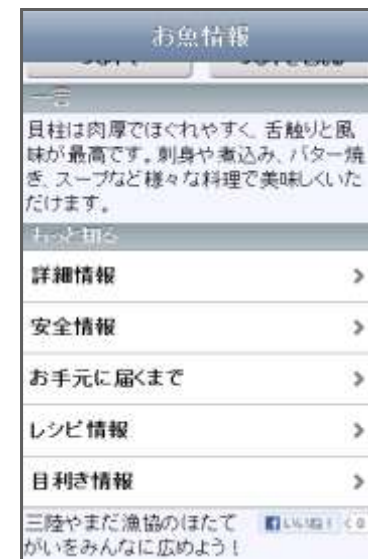 お魚情報
一言
貝柱は肉厚でほぐれやすく、舌触りと風
味が最高です。刺身や煮込み、バター焼
き、スープなど様々な料理で美味しくいた
だけます。
もっと知る
詳細情報
安全情報
お手元に届くまで
レシピ情報
目利き情報
三陸やまだ漁協のほたて
いいね! 0
がいをみんなに広めよう!